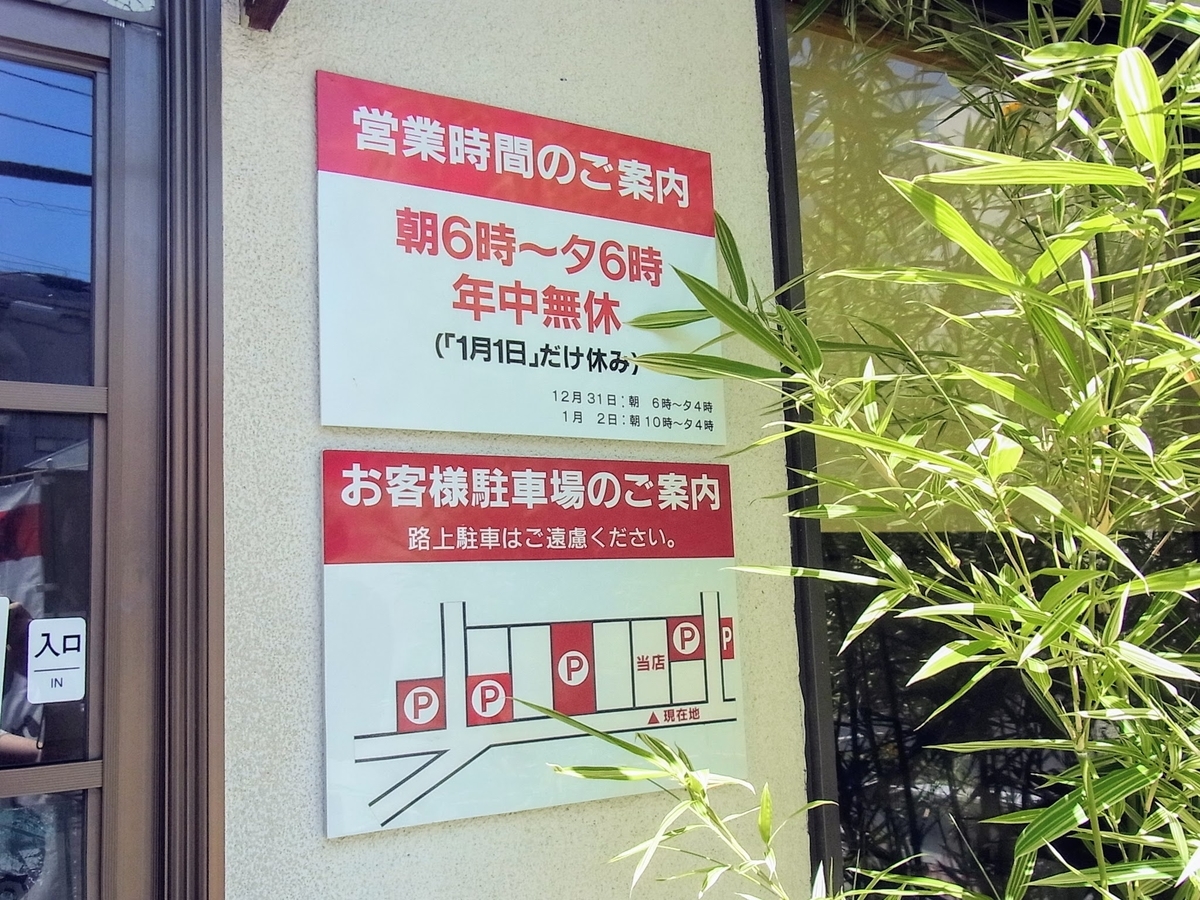 営業時間のご案内
朝6時〜夕6時
年中無休
(「1月1日」だけ休み)
12月31日:朝 6時〜夕4時
1月 2日:朝10時〜夕4時
お客様駐車場のご案内
路上駐車はご遠慮ください。
P
P
P
当店
P
P
▲現在地
入口
IN